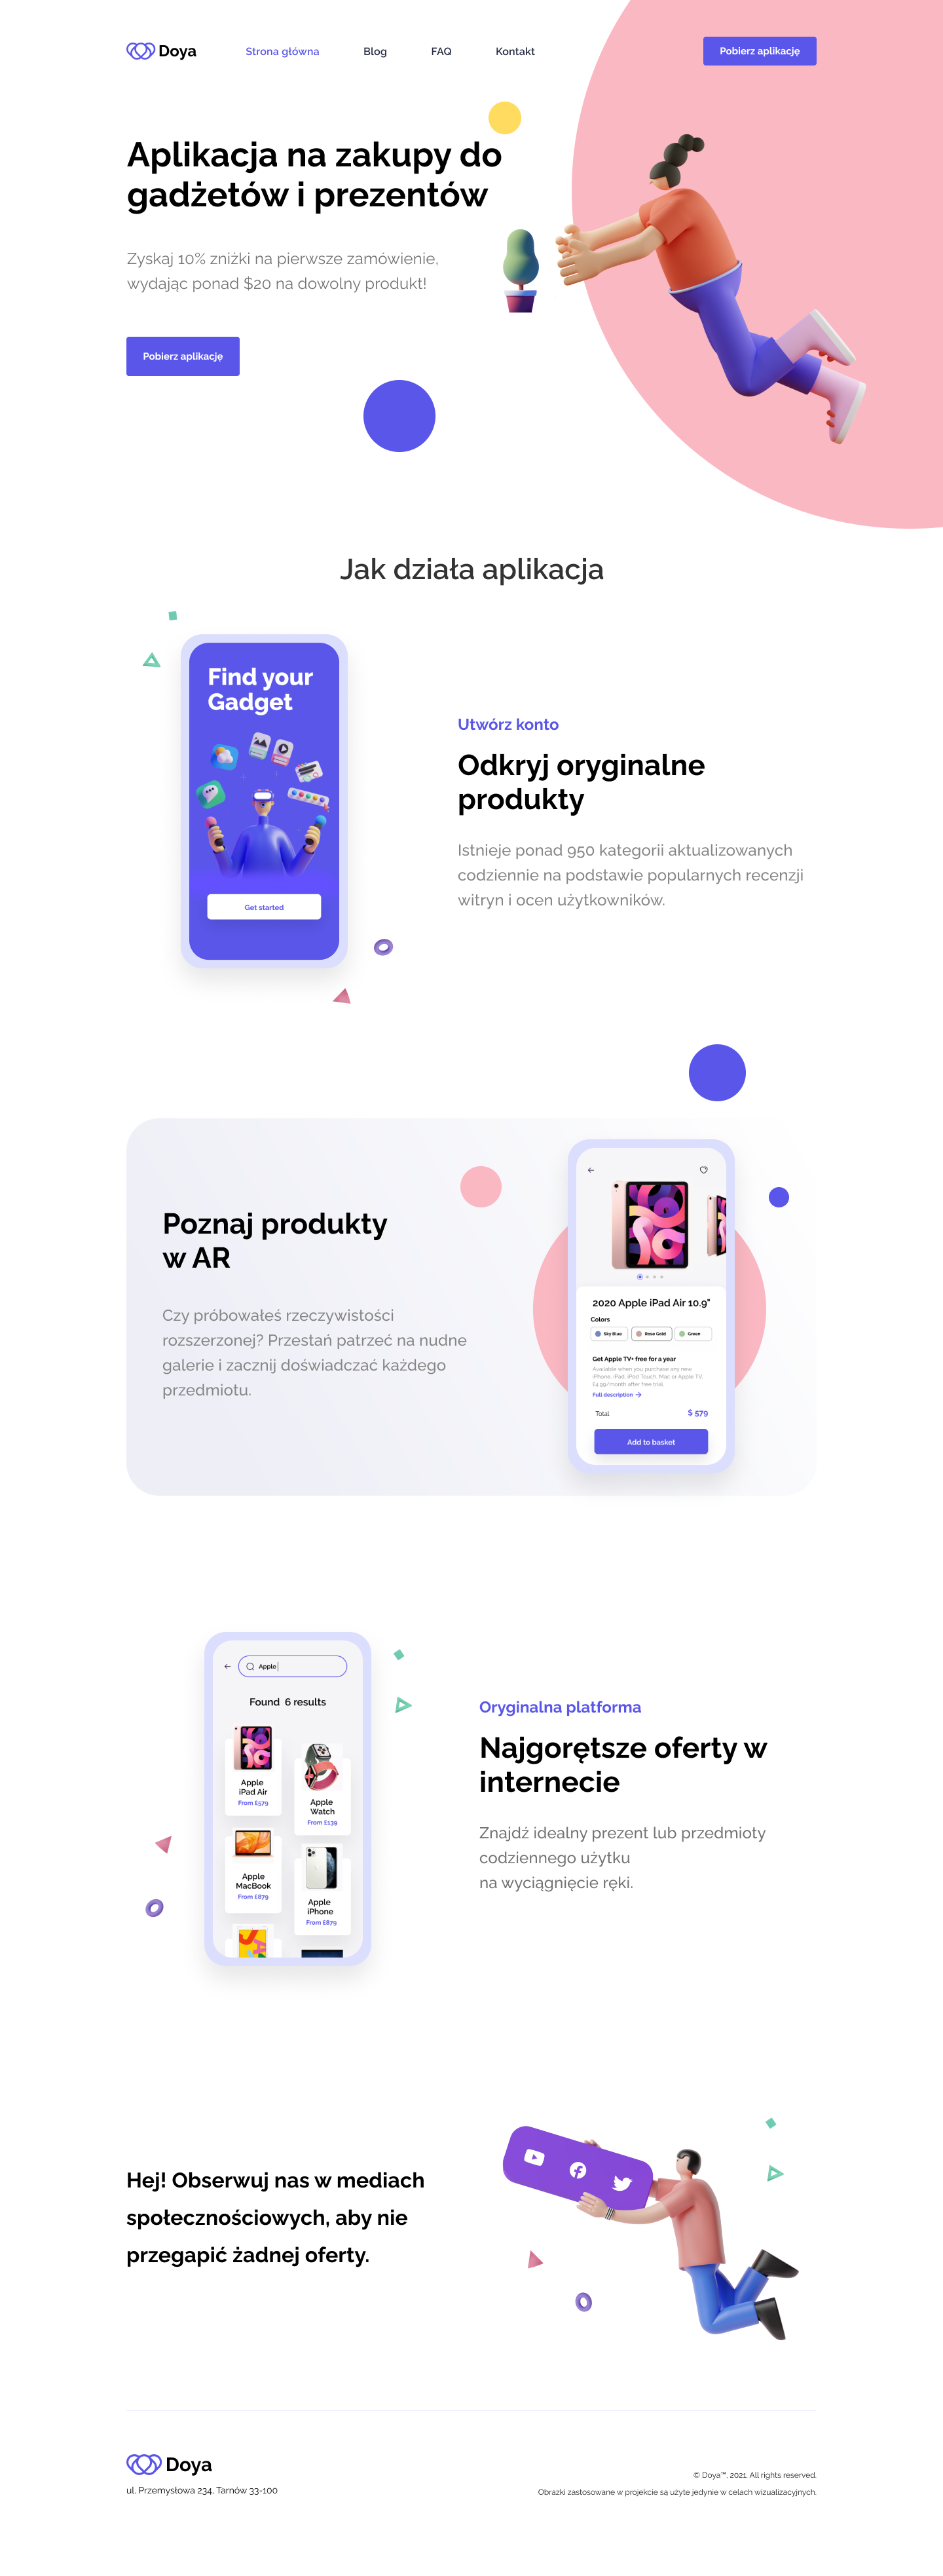 Doya
Strona główna
Blog
FAQ
Kontakt
Pobierz aplikację
Aplikacja na zakupy do
gadżetów i prezentów
Zyskaj 10% zniżki na pierwsze zamówienie,
wydając ponad $20 na dowolny produkt!
Pobierz aplikację
Jak działa aplikacja
Find your
Gadget
Get started
Utwórz konto
Odkryj oryginalne
produkty
Istnieje ponad 950 kategorii aktualizowanych
codziennie na podstawie popularnych recenzji
witryn i ocen użytkowników.
Poznaj produkty
w AR
Czy próbowałeś rzeczywistości
rozszerzonej? Przestań patrzeć na nudne
galerie i zacznij doświadczać każdego
przedmiotu.
2020 Apple iPad Air 10.9"
Colors
Sky Blue
Rose Gold
Green
Get Apple TV+ free for a year
Available when you purchase any new
iPhone, iPad, iPod Touch, Mac or Apple TV,
£4.99/month after free trial.
Full description
Total
$ 579
Add to basket
Apple
Found 6 results
Apple
iPad Air
From £579
Apple
Watch
From £139
Apple
MacBook
From £879
Apple
iPhone
From £879
Oryginalna platforma
Najgorętsze oferty w
internecie
Znajdź idealny prezent lub przedmioty
codziennego użytku
na wyciągnięcie ręki.
Hej! Obserwuj nas w mediach
społecznościowych, aby nie
przegapić żadnej oferty.
Doya
ul. Przemysłowa 234, Tarnów 33-100
© Doya™, 2021. All rights reserved.
Obrazki zastosowane w projekcie są użyte jedynie w celach wizualizacyjnych.